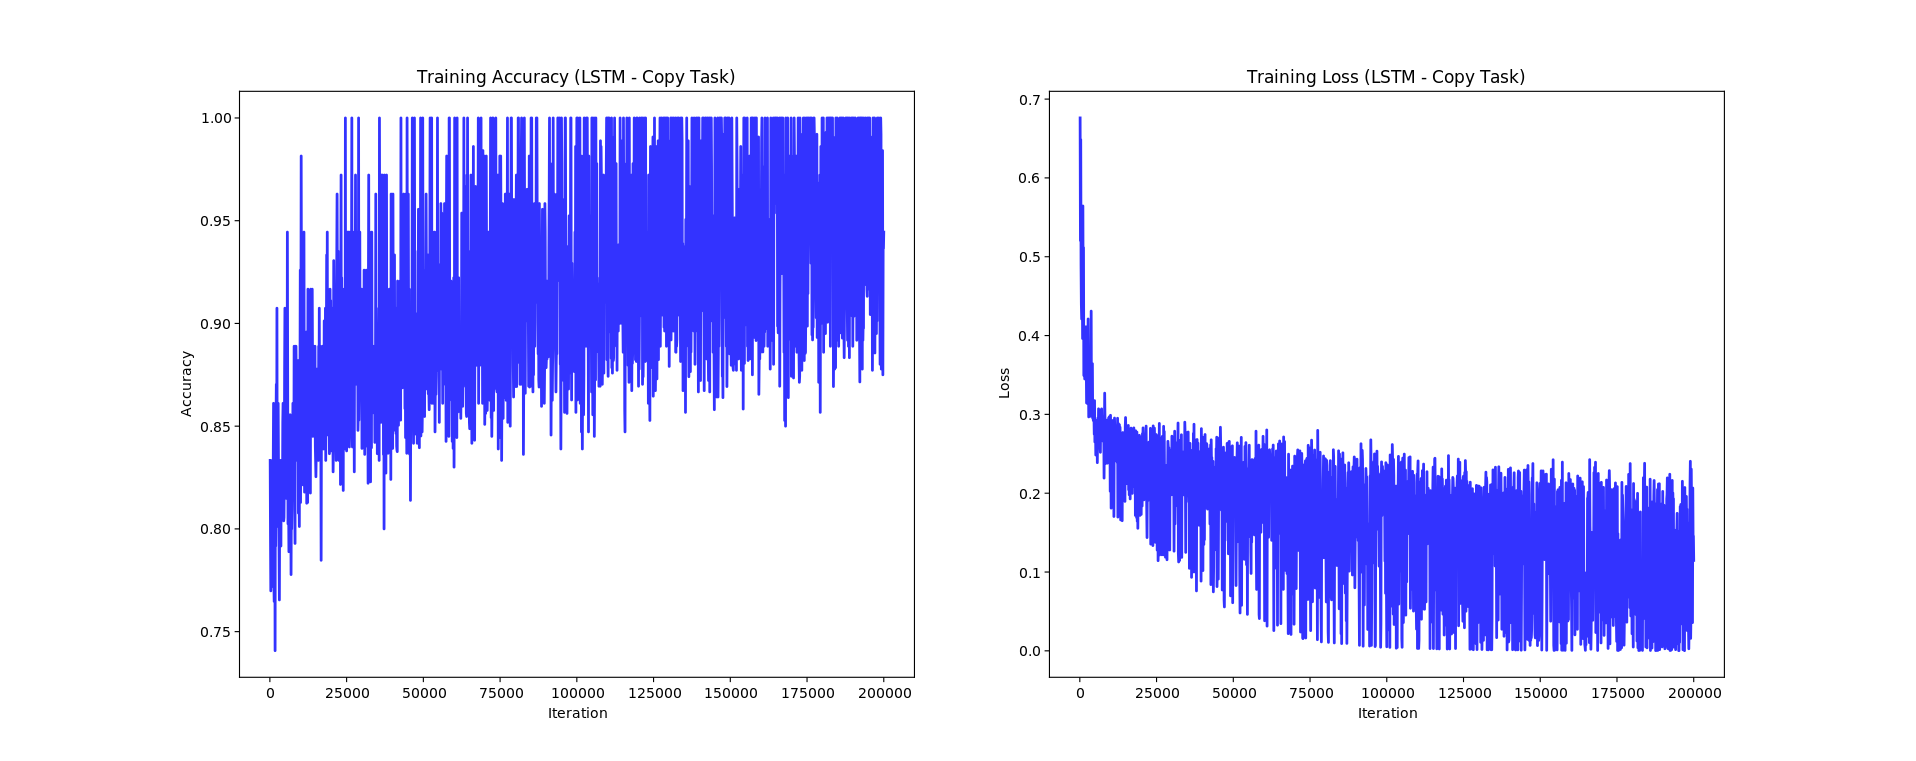 Training Accuracy (LSTM - Copy Task)
Accuracy
1.00
0.95
0.90
0.85
0.80
0.75
0 25000 50000 75000 100000 125000 150000 175000 200000
Iteration
Training Loss (LSTM - Copy Task)
Loss
0.7
0.6
0.5
0.4
0.3
0.2
0.1
0.0
0 25000 50000 75000 100000 125000 150000 175000 200000
Iteration